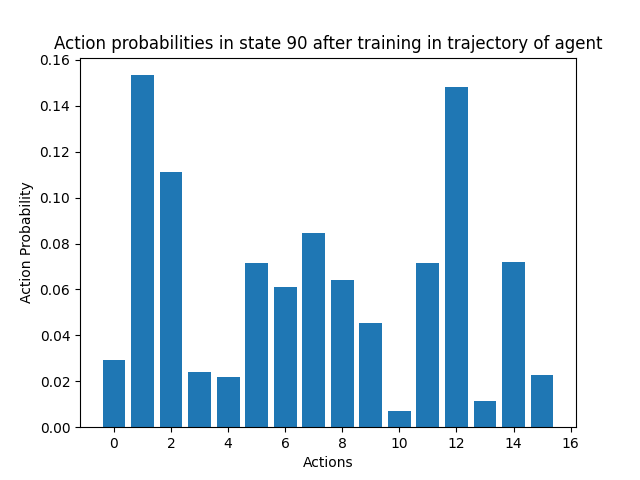 Action probabilities in state 90 after training in trajectory of agent
0.16
0.14
0.12
0.10
0.08
0.06
0.04
0.02
0.00
Action Probability
0 2 4 6 8 10 12 14 16
Actions